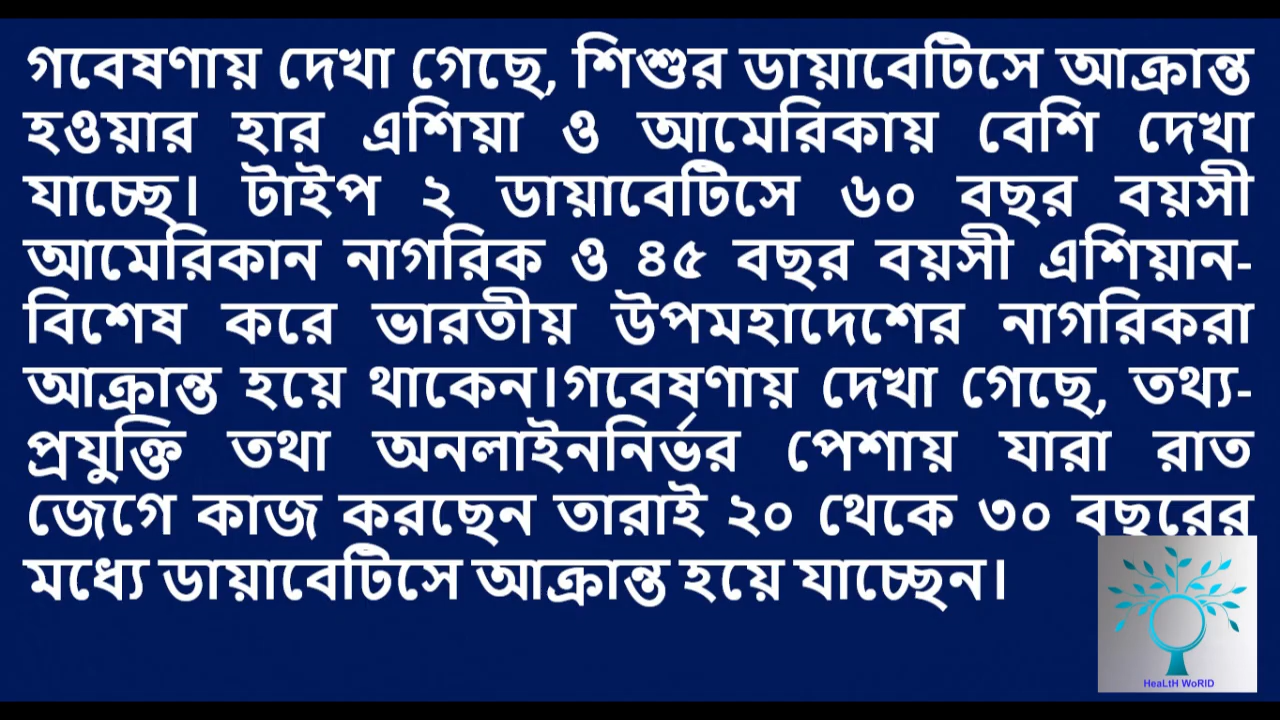 গবেষণায় দেখা গেছে, শিশুর ডায়াবেটিসে আক্রান্ত
হওয়ার হার এশিয়া ও আমেরিকায় বেশি দেখা
যাচ্ছে। টাইপ ২ ডায়াবেটিসে ৬০ বছর বয়সী
আমেরিকান নাগরিক ও ৪৫ বছর বয়সী এশিয়ান-
বিশেষ করে ভারতীয় উপমহাদেশের নাগরিকরা
আক্রান্ত হয়ে থাকেন।গবেষণায় দেখা গেছে, তথ্য-
প্রযুক্তি তথা অনলাইননির্ভর পেশায় যারা রাত
জেগে কাজ করছেন তারাই ২০ থেকে ৩০ বছরের
মধ্যে ডায়াবেটিসে আক্রান্ত হয়ে যাচ্ছেন।
HeaLtH WoRlD